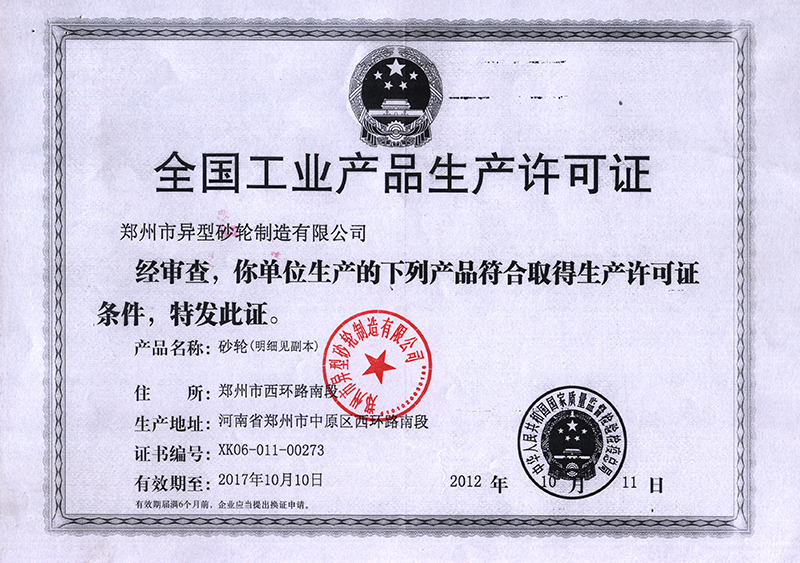 全国工业产品生产许可证
郑州市异型砂轮制造有限公司
经审查，你单位生产的下列产品符合取得生产许可证
条件，特发此证。
产品名称：砂轮(明细见副本)
郑州市异型砂轮制造有限公司
住 所：郑州市西环路南段
生产地址：河南省郑州市中原区西环路南段
证书编号：XK06-011-00273
有效期至：2017年10月10日
中华人民共和国国家质量监督检验检疫总局
2012 年 10 月 11 日
有效期届满6个月前，企业应当提出换证申请。